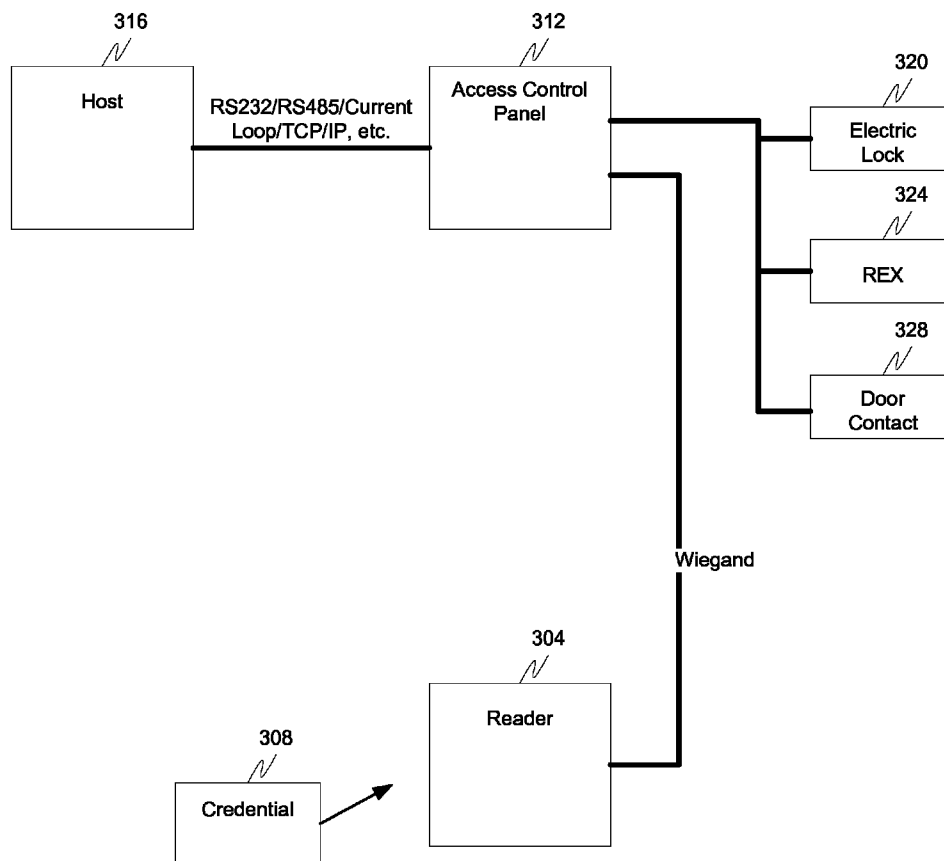 316
Host
RS232/RS485/Current
Loop/TCP/IP, etc.
312
Access Control
Panel
320
Electric
Lock
324
REX
328
Door
Contact
Wiegand
304
Reader
308
Credential